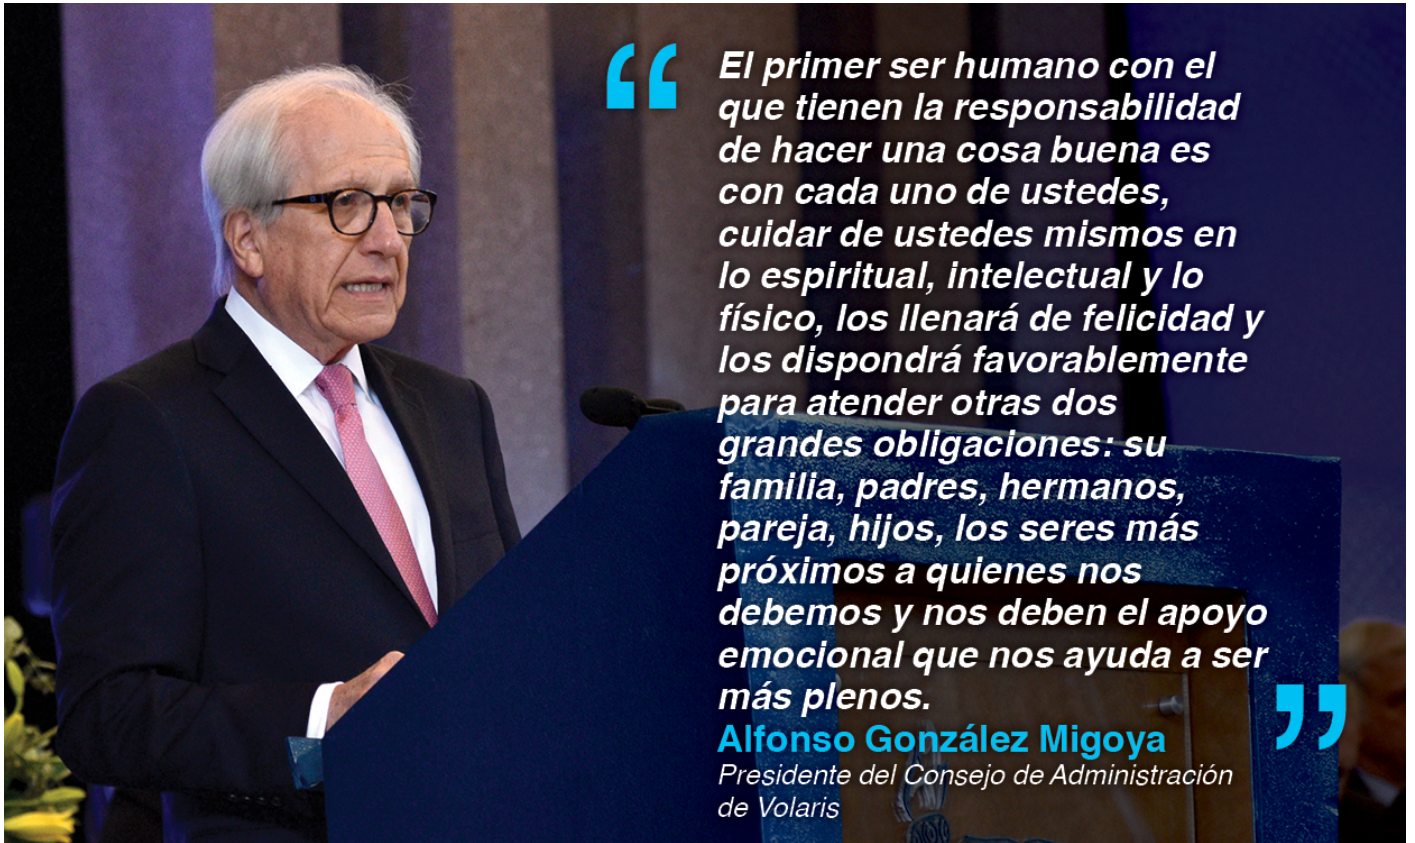 “
El primer ser humano con el
que tienen la responsabilidad
de hacer una cosa buena es
con cada uno de ustedes,
cuidar de ustedes mismos en
lo espiritual, intelectual y lo
físico, los llenará de felicidad y
los dispondrá favorablemente
para atender otras dos
grandes obligaciones: su
familia, padres, hermanos,
pareja, hijos, los seres más
próximos a quienes nos
debemos y nos deben el apoyo
emocional que nos ayuda a ser
más plenos.
”
Alfonso González Migoya
Presidente del Consejo de Administración
de Volaris